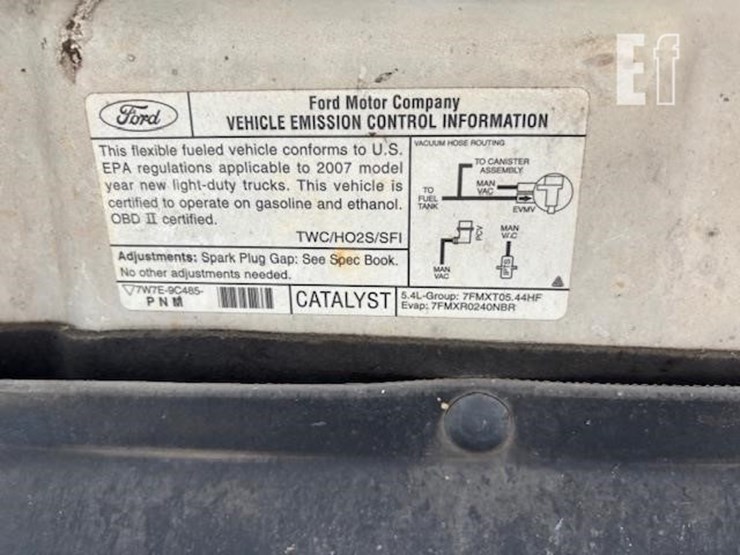 Ef
Ford
Ford Motor Company
VEHICLE EMISSION CONTROL INFORMATION
This flexible fueled vehicle conforms to U.S.
EPA regulations applicable to 2007 model
year new light-duty trucks. This vehicle is
certified to operate on gasoline and ethanol.
OBD II certified.
TWC/HO2S/SFI
Adjustments: Spark Plug Gap: See Spec Book.
No other adjustments needed.
VACUUM HOSE ROUTING
TO CANISTER
ASSEMBLY
MAN
VAC
TO
FUEL
TANK
EVMV
PCV
MAN
VAC
MAN
VAC
7W7E-9C485-
PNM
CATALYST
5.4L-Group: 7FMXT05.44HF
Evap: 7FMXR0240NBR